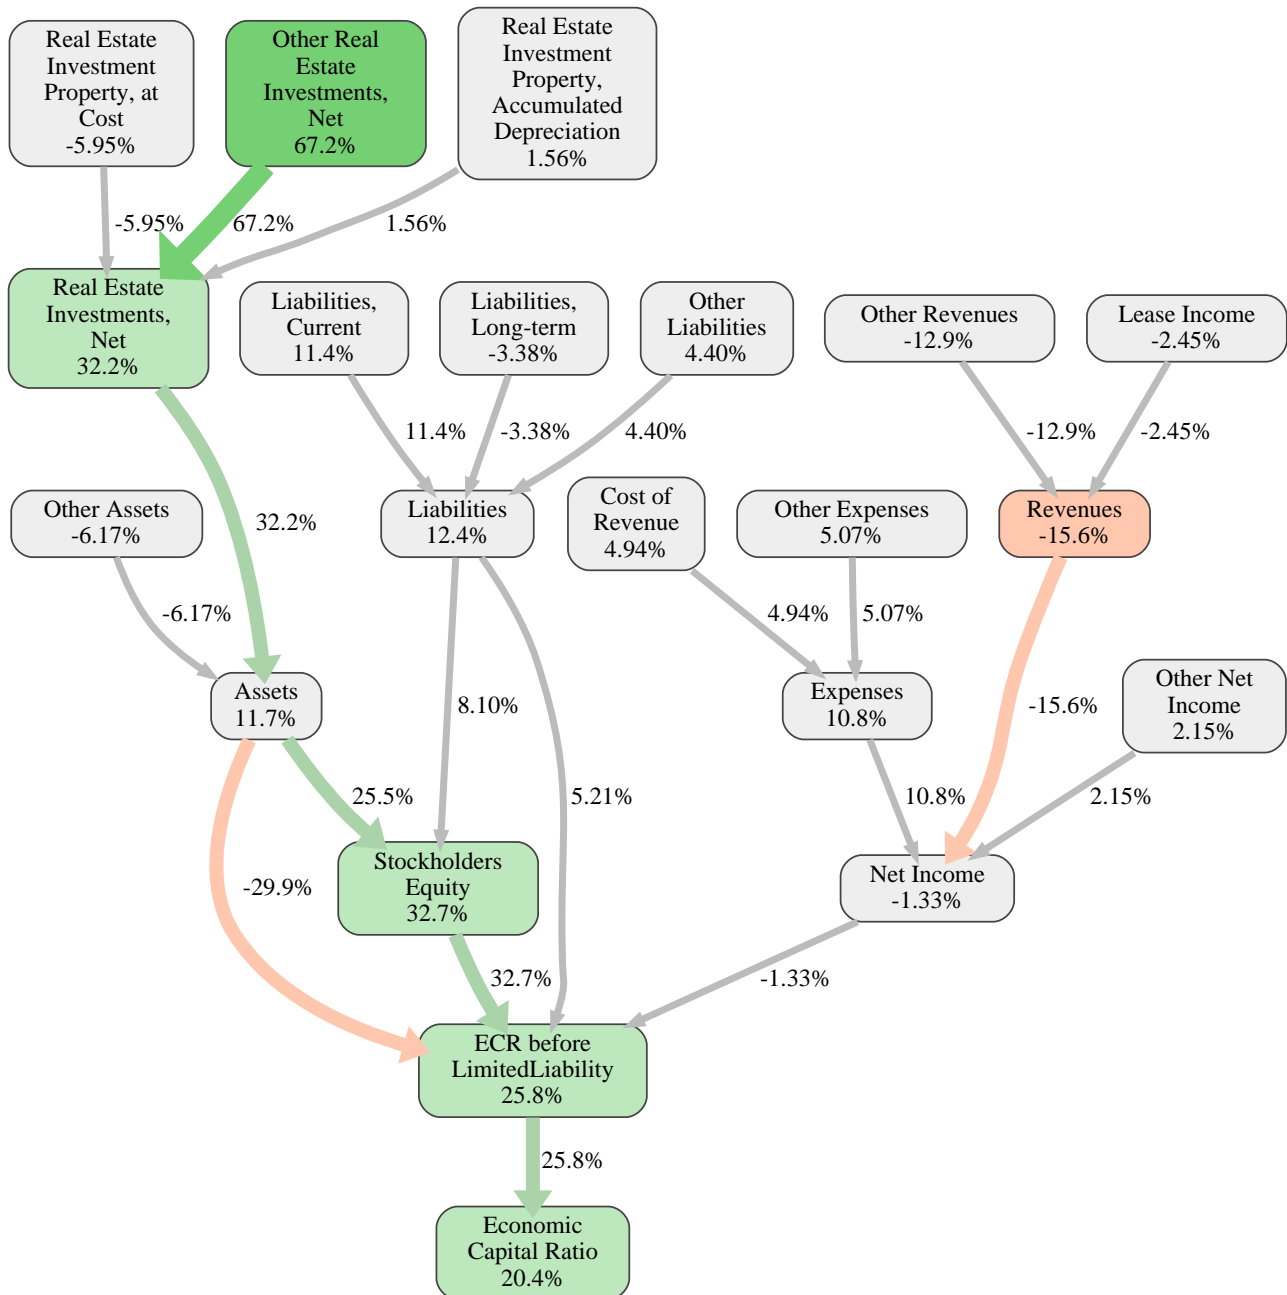 Real Estate
Investment
Property, at
Cost
-5.95%
Other Real
Estate
Investments,
Net
67.2%
Real Estate
Investment
Property,
Accumulated
Depreciation
1.56%
-5.95%
67.2%
1.56%
Real Estate
Investments,
Net
32.2%
Liabilities,
Current
11.4%
Liabilities,
Long-term
-3.38%
Other
Liabilities
4.40%
Other Revenues
-12.9%
Lease Income
-2.45%
11.4%
-3.38%
4.40%
-12.9%
-2.45%
Other Assets
-6.17%
32.2%
Liabilities
12.4%
Cost of
Revenue
4.94%
Other Expenses
5.07%
Revenues
-15.6%
-6.17%
4.94%
5.07%
Assets
11.7%
8.10%
Expenses
10.8%
-15.6%
Other Net
Income
2.15%
25.5%
5.21%
10.8%
2.15%
-29.9%
Stockholders
Equity
32.7%
Net Income
-1.33%
32.7%
-1.33%
ECR before
LimitedLiability
25.8%
25.8%
Economic
Capital Ratio
20.4%